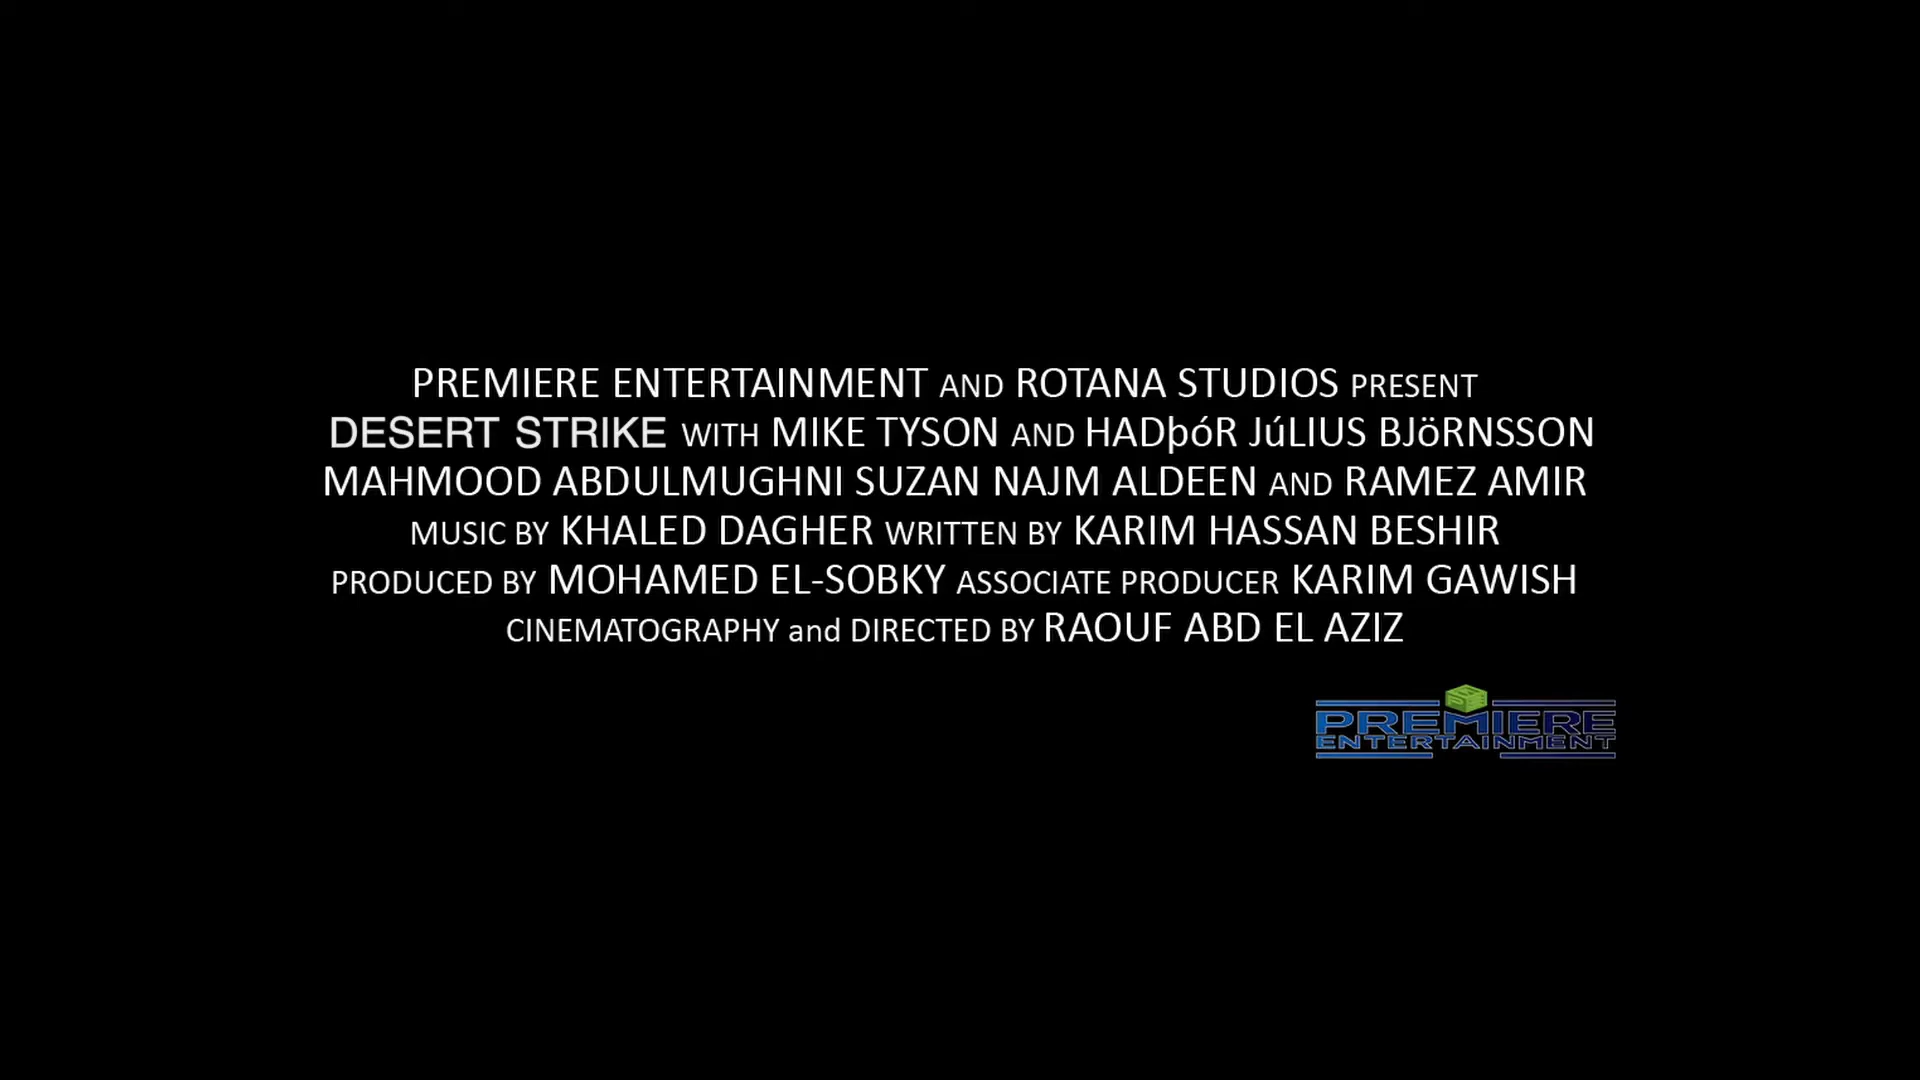 PREMIERE ENTERTAINMENT AND ROTANA STUDIOS PRESENT
DESERT STRIKE WITH MIKE TYSON AND HADþóR JúLIUS BJöRNSSON
MAHMOOD ABDULMUGHNI SUZAN NAJM ALDEEN AND RAMEZ AMIR
MUSIC BY KHALED DAGHER WRITTEN BY KARIM HASSAN BESHIR
PRODUCED BY MOHAMED EL-SOBKY ASSOCIATE PRODUCER KARIM GAWISH
CINEMATOGRAPHY and DIRECTED BY RAOUF ABD EL AZIZ
PREMIERE
ENTERTAINMENT